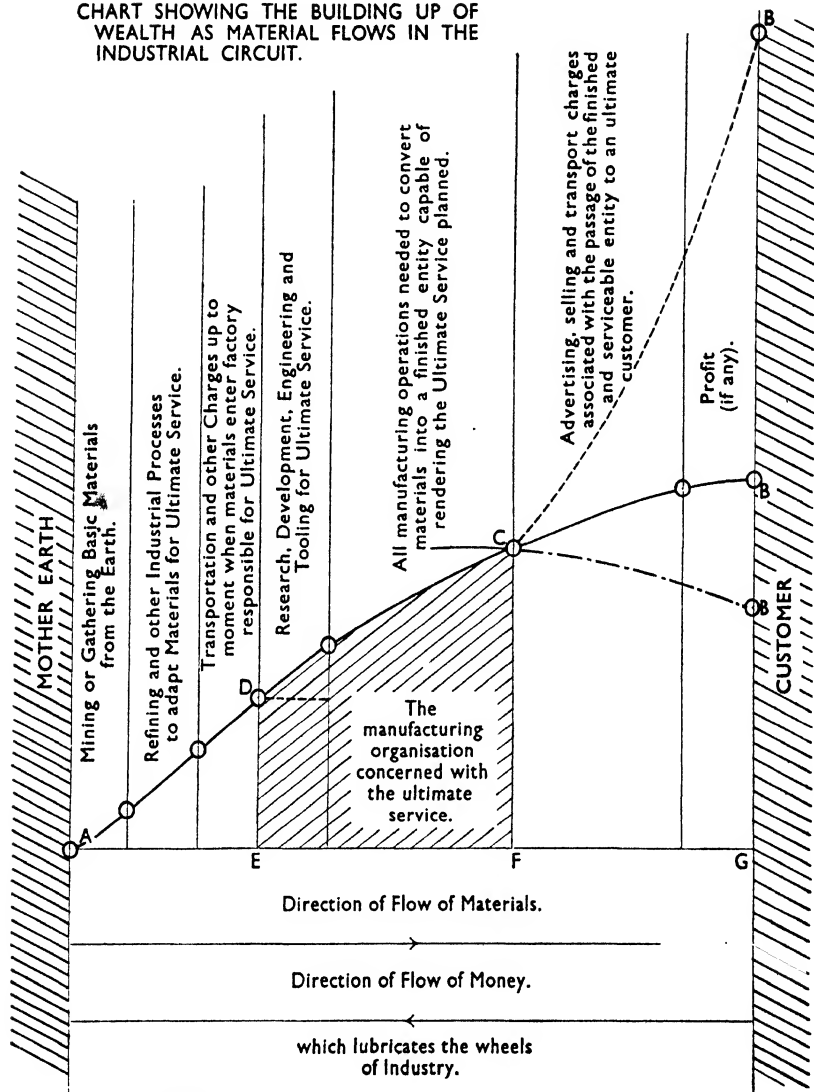 CHART SHOWING THE BUILDING UP OF
WEALTH AS MATERIAL FLOWS IN THE
INDUSTRIAL CIRCUIT.
MOTHER EARTH
Mining or Gathering Basic Materials
from the Earth.
Refining and other Industrial Processes
to adapt Materials for Ultimate Service.
Transportation and other Charges up to
moment when materials enter factory
responsible for Ultimate Service.
Research, Development, Engineering and
Tooling for Ultimate Service.
All manufacturing operations needed to convert
materials into a finished entity capable of
rendering the Ultimate Service planned.
Advertising, selling and transport charges
associated with the passage of the finished
and serviceable entity to an ultimate
customer.
Profit
(if any).
CUSTOMER
B
B
B
C
D
A
The
manufacturing
organisation
concerned with
the ultimate
service.
E
F
G
Direction of Flow of Materials.
Direction of Flow of Money.
which lubricates the wheels
of Industry.